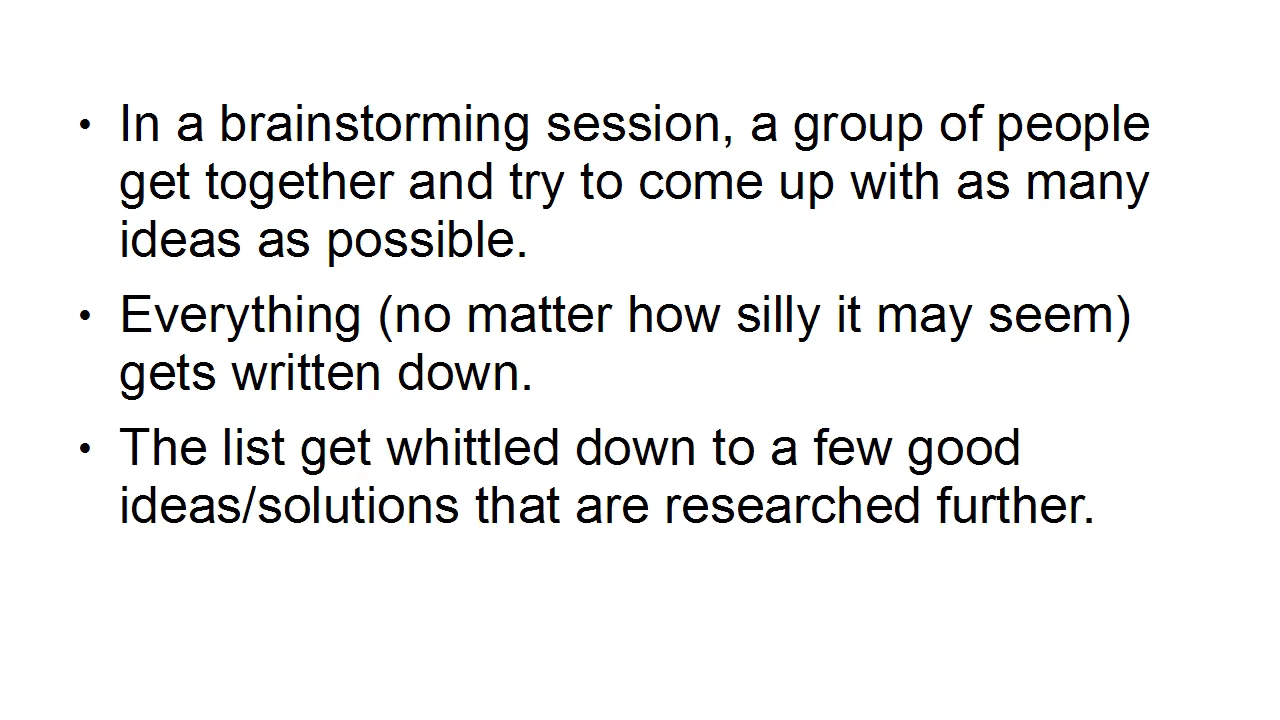 • In a brainstorming session, a group of people
get together and try to come up with as many
ideas as possible.
• Everything (no matter how silly it may seem)
gets written down.
• The list get whittled down to a few good
ideas/solutions that are researched further.